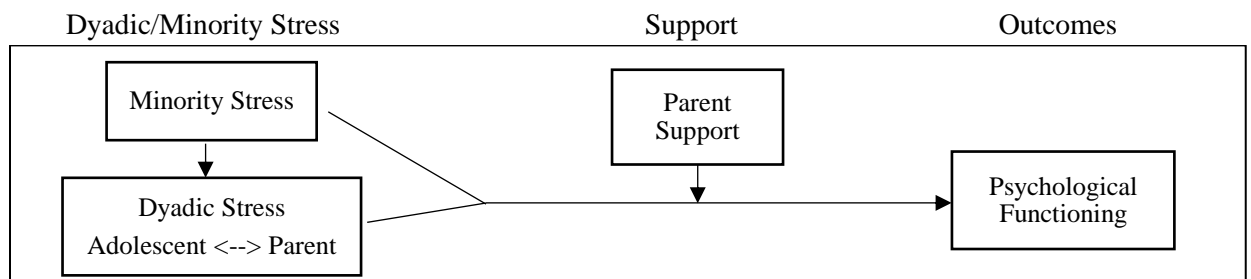 Dyadic/Minority Stress
Support
Outcomes
Minority Stress
Parent
Support
Dyadic Stress
Adolescent <--> Parent
Psychological
Functioning